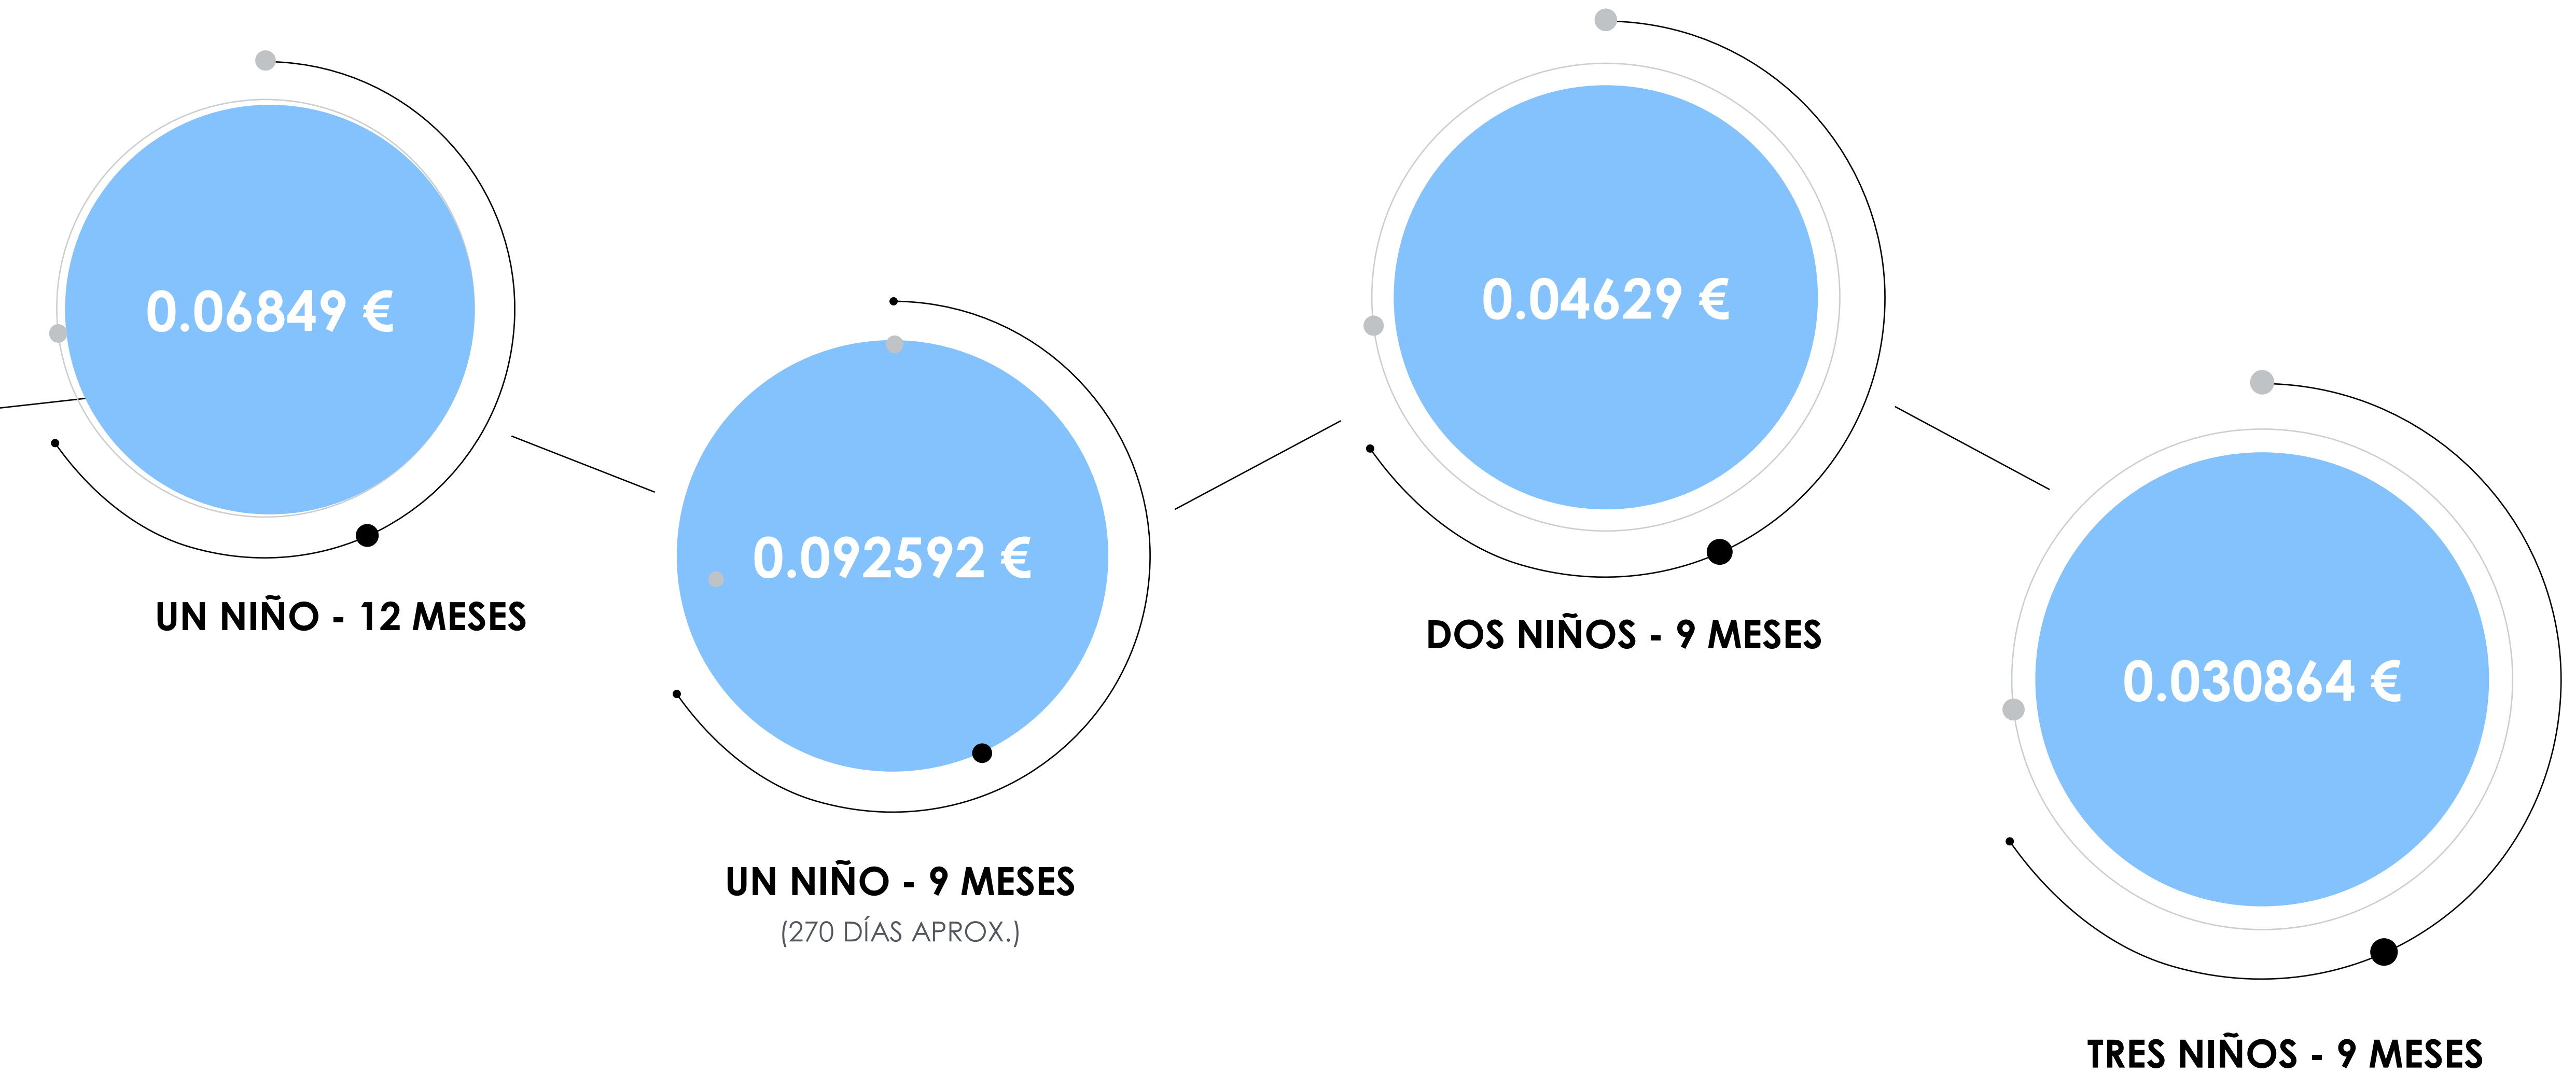 0.06849 €
UN NIÑO - 12 MESES
0.092592 €
UN NIÑO - 9 MESES
(270 DÍAS APROX.)
0.04629 €
DOS NIÑOS - 9 MESES
0.030864 €
TRES NIÑOS - 9 MESES